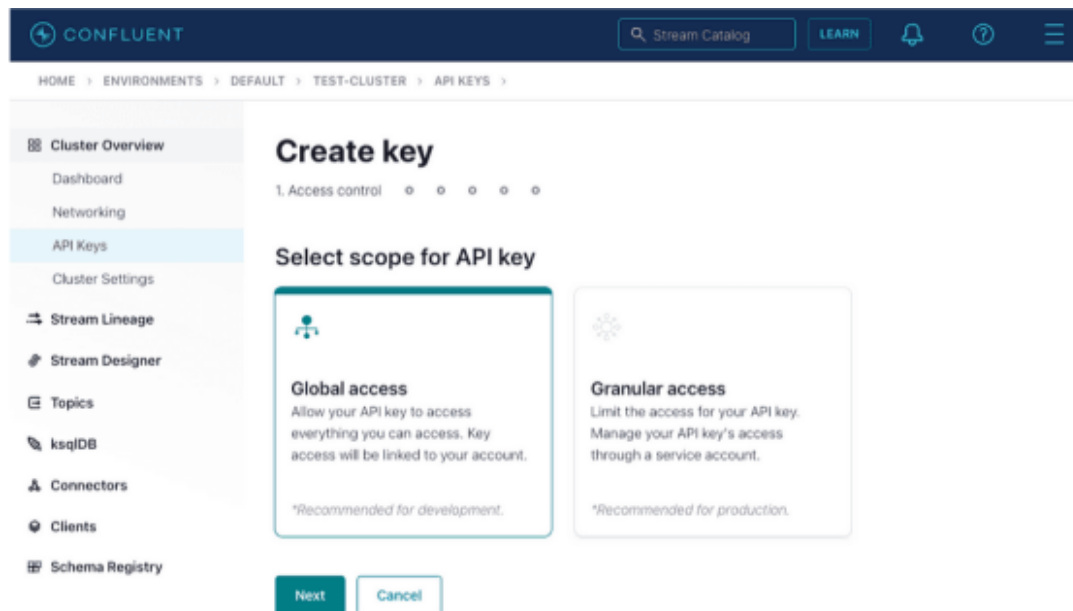 CONFLUENT
Stream Catalog
LEARN
HOME > ENVIRONMENTS > DEFAULT > TEST-CLUSTER > API KEYS >
Cluster Overview
Dashboard
Networking
API Keys
Cluster Settings
Stream Lineage
Stream Designer
Topics
ksqlDB
Connectors
Clients
Schema Registry
Create key
1. Access control
Select scope for API key
Global access
Allow your API key to access
everything you can access. Key
access will be linked to your account.
*Recommended for development.
Granular access
Limit the access for your API key.
Manage your API key's access
through a service account.
*Recommended for production.
Next
Cancel